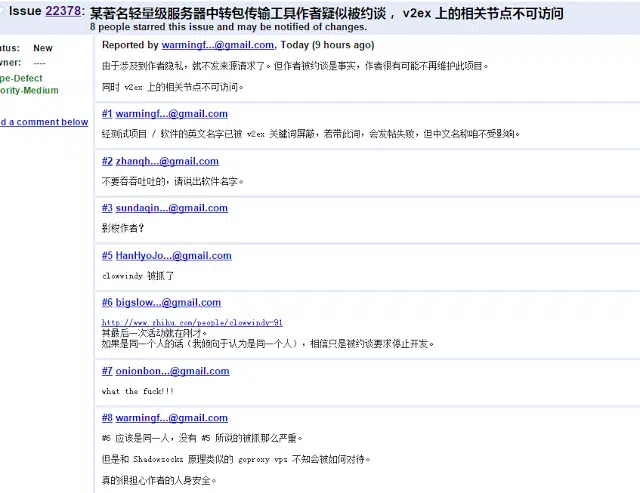 Issue 22378: 某著名轻量级服务器中转包传输工具作者疑似被约谈，v2ex 上的相关节点不可访问
8 people starred this issue and may be notified of changes.
atus: New
wner: ----
pe-Defect
ority-Medium
d a comment below
Reported by warmingf...@gmail.com, Today (9 hours ago)
由于涉及到作者隐私，就不发来源请求了。但作者被约谈是事实，作者很有可能不再维护此项目。
同时 v2ex 上的相关节点不可访问。
#1 warmingf...@gmail.com
经测试项目 / 软件的英文名字已被 v2ex 关键词屏蔽，若带此词，会发帖失败，但中文名称咱不受影响。
#2 zhanqh...@gmail.com
不要吞吞吐吐的，请说出软件名字。
#3 sundaqin...@gmail.com
影梭作者?
#5 HanHyoJo...@gmail.com
clowwindy 被抓了
#6 bigslow...@gmail.com
http://www.zhihu.com/people/clowwindy-91
其最后一次活动就在刚才。
如果是同一个人的话（我倾向于认为是同一个人），相信只是被约谈要求停止开发。
#7 onionbon...@gmail.com
what the fuck!!!
#8 warmingf...@gmail.com
#6 应该是同一人，没有 #5 所说的被抓那么严重。
但是和 Shadowsocks 原理类似的 goproxy vps 不知会被如何对待。
真的很担心作者的人身安全。